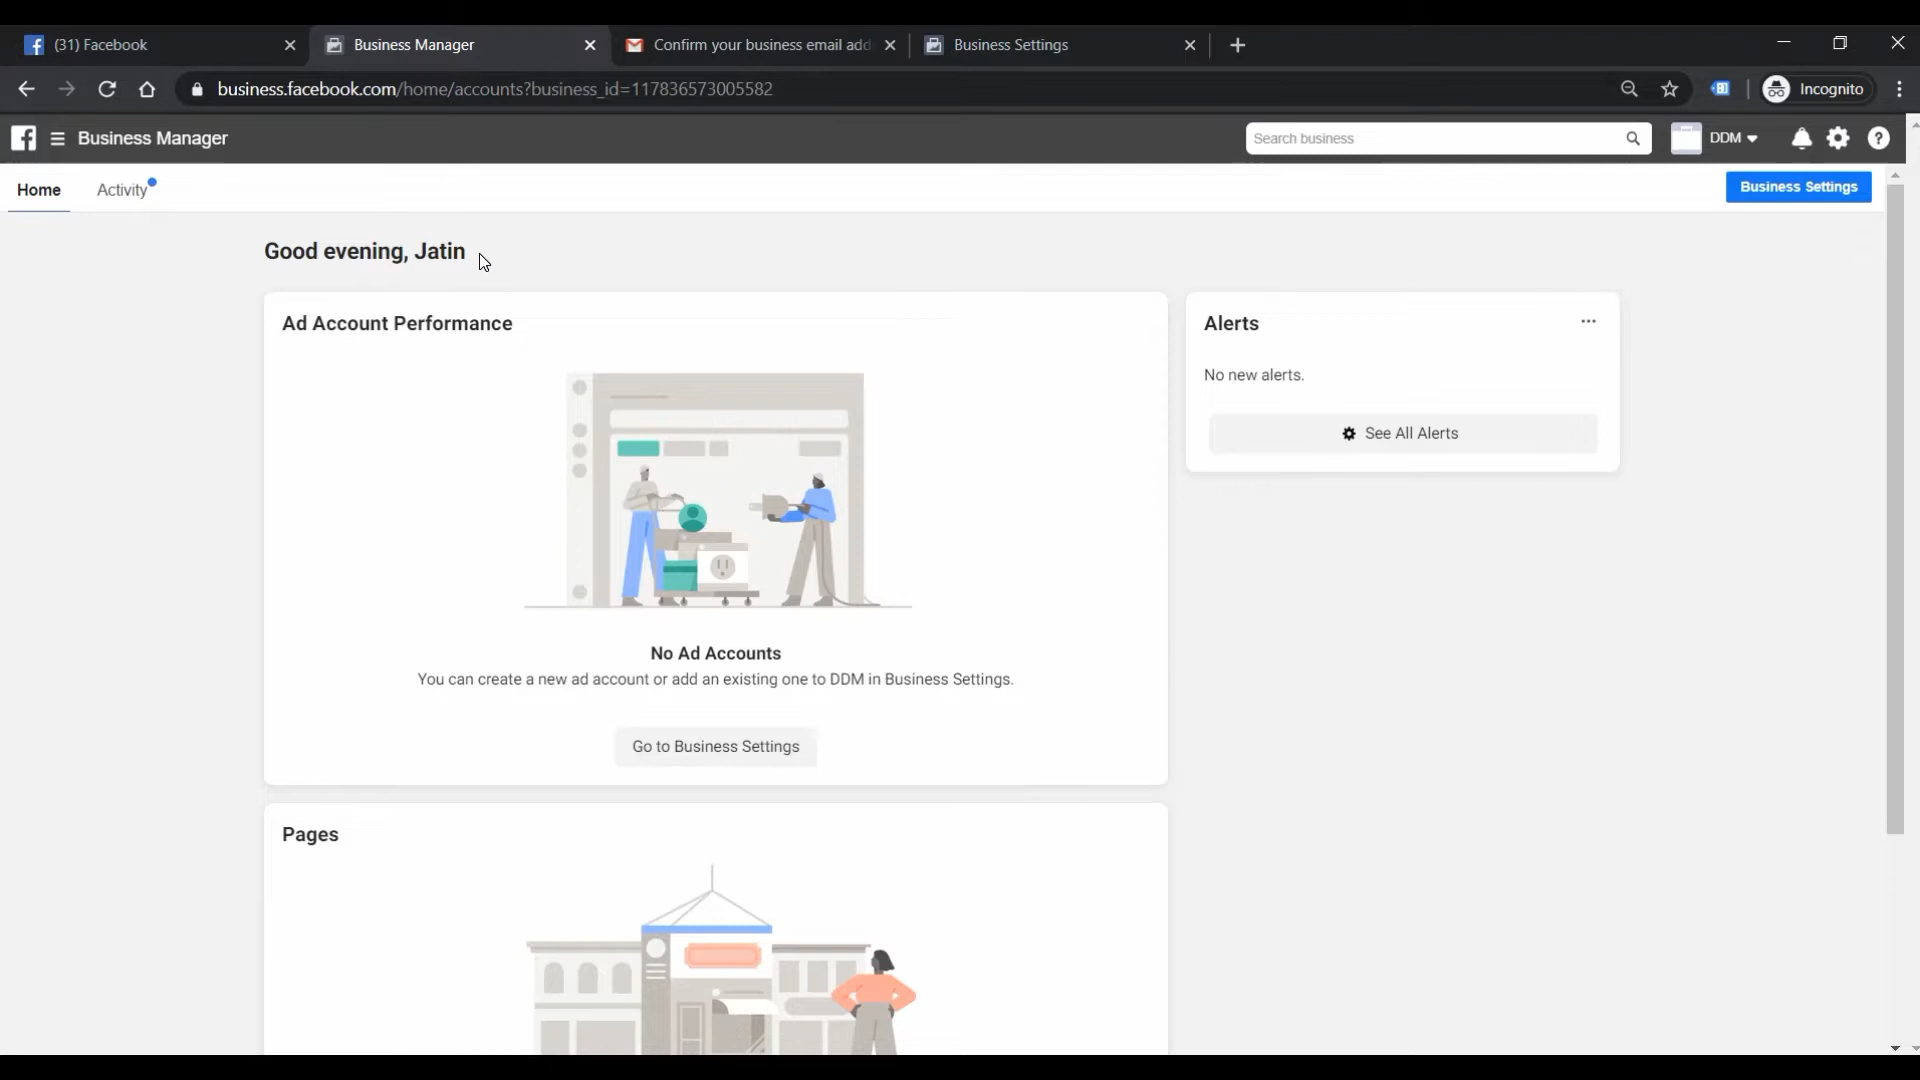 (31) Facebook
Business Manager
Confirm your business email add
Business Settings
business.facebook.com/home/accounts?business_id=117836573005582
Incognito
Business Manager
Search business
DDM
Home
Activity
Business Settings
Good evening, Jatin
Ad Account Performance
Alerts
No new alerts.
See All Alerts
No Ad Accounts
You can create a new ad account or add an existing one to DDM in Business Settings.
Go to Business Settings
Pages